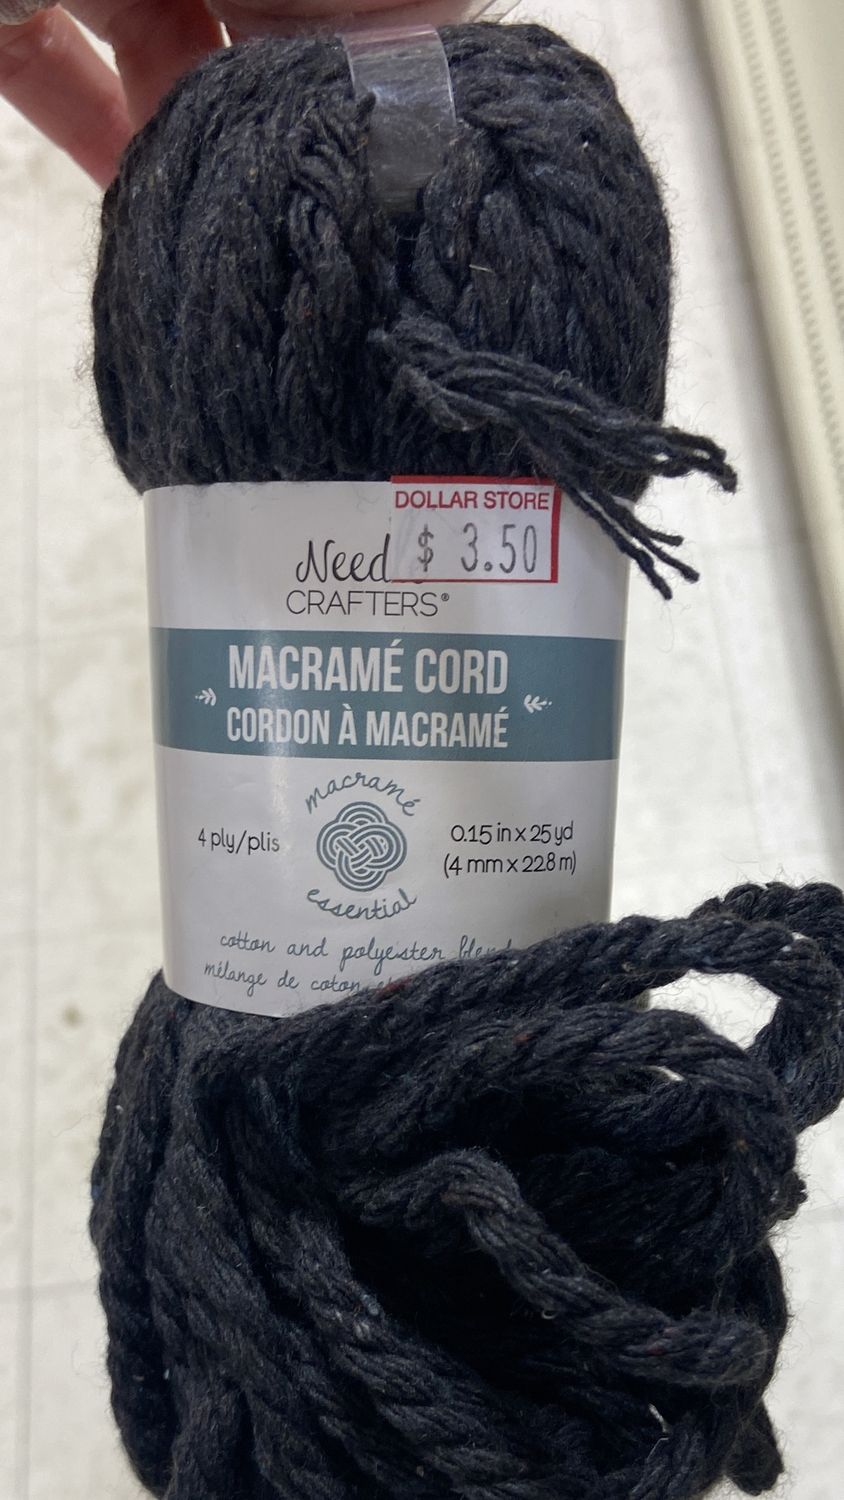 DOLLAR STORE
$ 3.50
CRAFTERS®
MACRAMÉ CORD
CORDON À MACRAMÉ
macramé
4 ply/plis
0.15 in x 25 yd
(4 mm x 22.8 m)
essential
cotton and polyester
mélange de coton